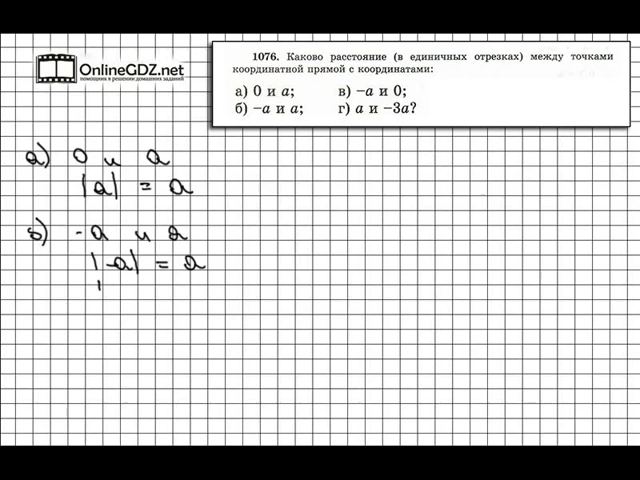 OnlineGDZ.net
помощник в решении домашних заданий
1076. Каково расстояние (в единичных отрезках) между точками
координатной прямой с координатами:
а) 0 и a;
в) −a и 0;
б) −a и a;
г) a и −3a?
а) 0 и a
|a| = a
б) -a и a
|-a| = a